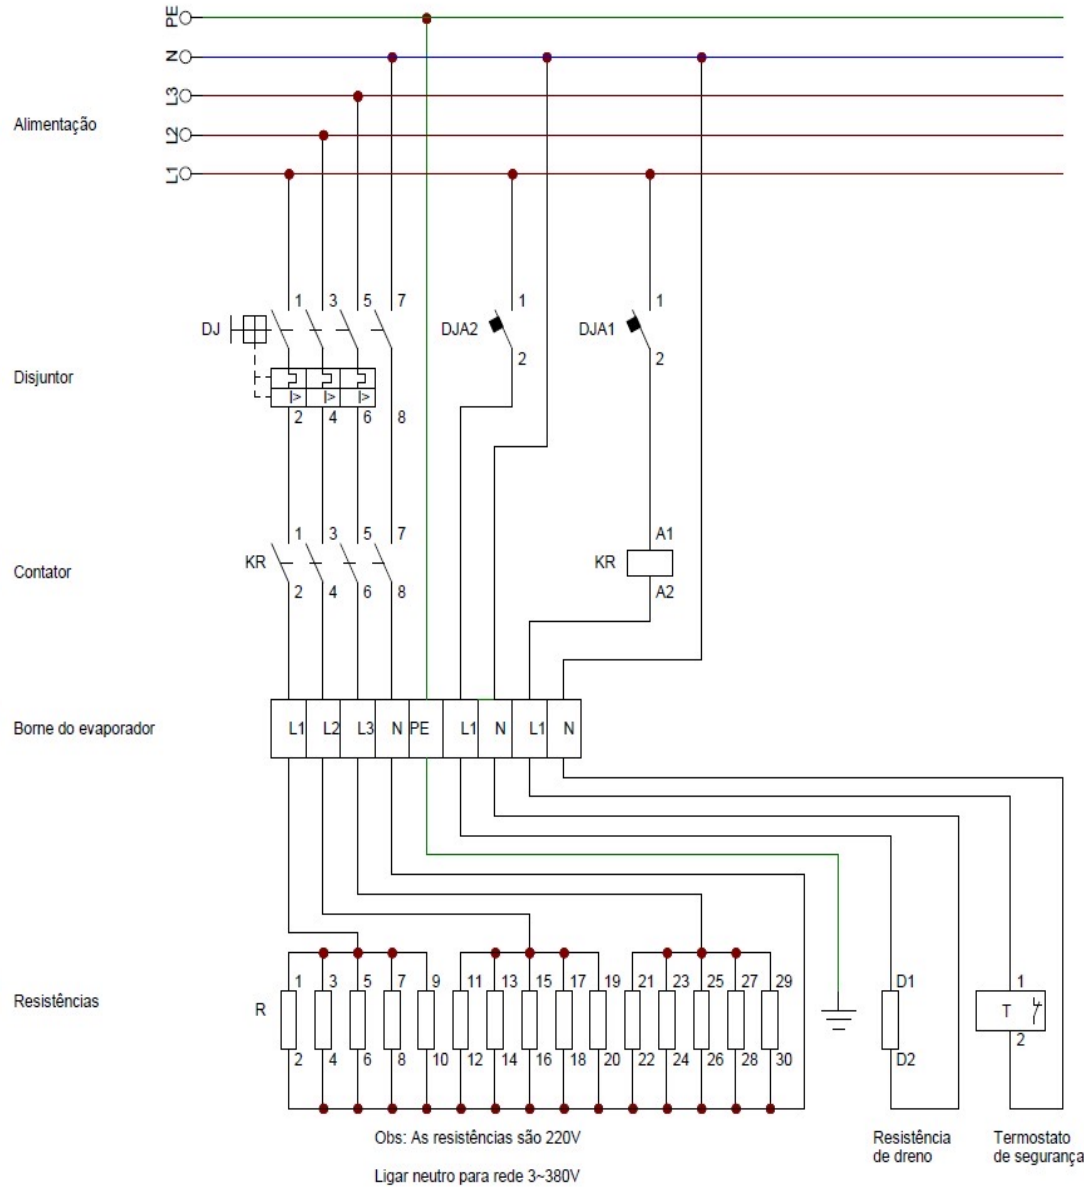 PE
N
L3
Alimentação
L2
L1
1 3 5 7 1 1
DJ DJA2 DJA1
2 2
Disjuntor
I> I> I>
2 4 6 8
1 3 5 7 A1
KR KR
Contator
2 4 6 8 A2
Borne do evaporador L1 L2 L3 N PE L1 N L1 N
1 3 5 7 9 11 13 15 17 19 21 23 25 27 29 D1 1
Resistências R T
2 4 6 8 10 12 14 16 18 20 22 24 26 28 30 D2 2
Obs: As resistências são 220V
Ligar neutro para rede 3~380V
Resistência
de dreno
Termostato
de segurança